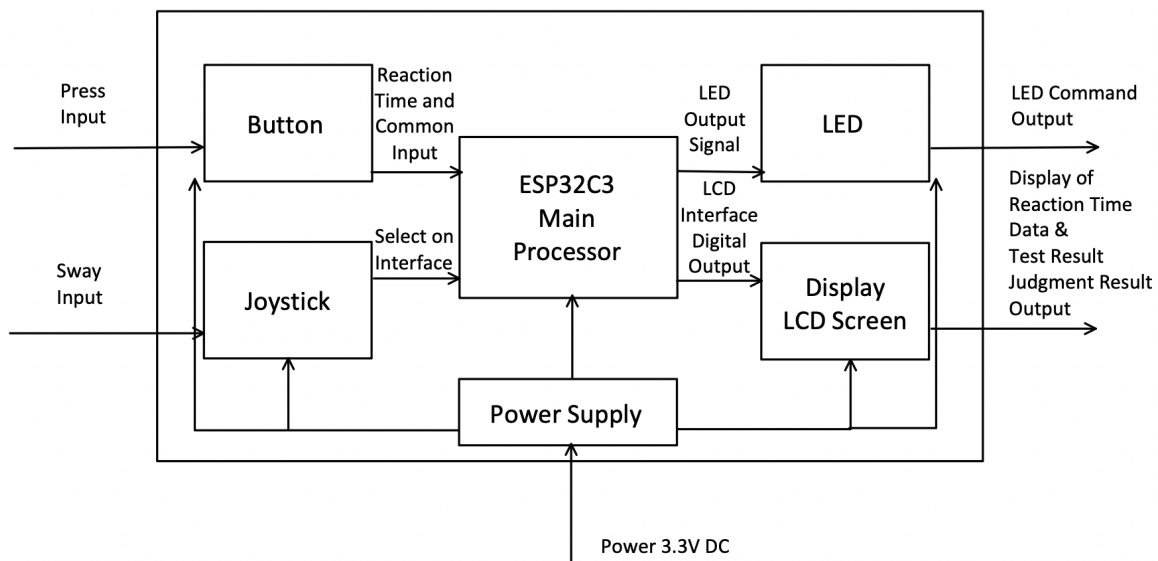 Press
Input
Button
Reaction
Time and
Common
Input
Sway
Input
Joystick
Select on
Interface
ESP32C3
Main
Processor
LED
Output
Signal
LCD
Interface
Digital
Output
LED
Display
LCD Screen
LED Command
Output
Display of
Reaction Time
Data &
Test Result
Judgment Result
Output
Power Supply
Power 3.3V DC